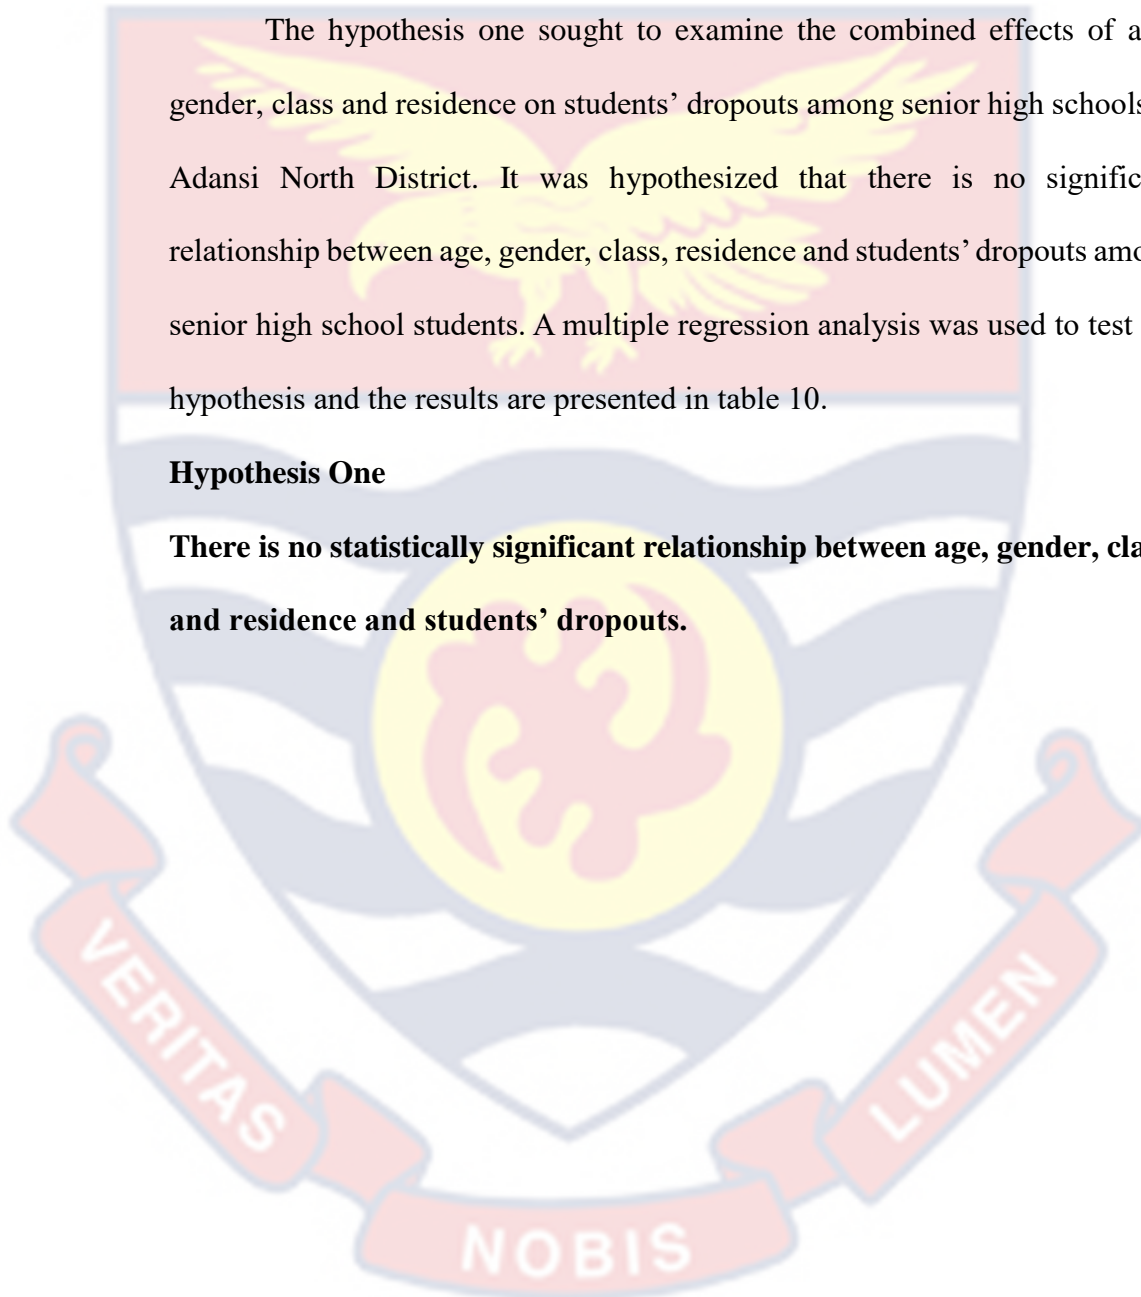 The hypothesis one sought to examine the combined effects of a
gender, class and residence on students’ dropouts among senior high schools
Adansi North District. It was hypothesized that there is no signific
relationship between age, gender, class, residence and students’ dropouts amo
senior high school students. A multiple regression analysis was used to test
hypothesis and the results are presented in table 10.
Hypothesis One
There is no statistically significant relationship between age, gender, cla
and residence and students’ dropouts.
VERITAS
NOBIS
LUMEN